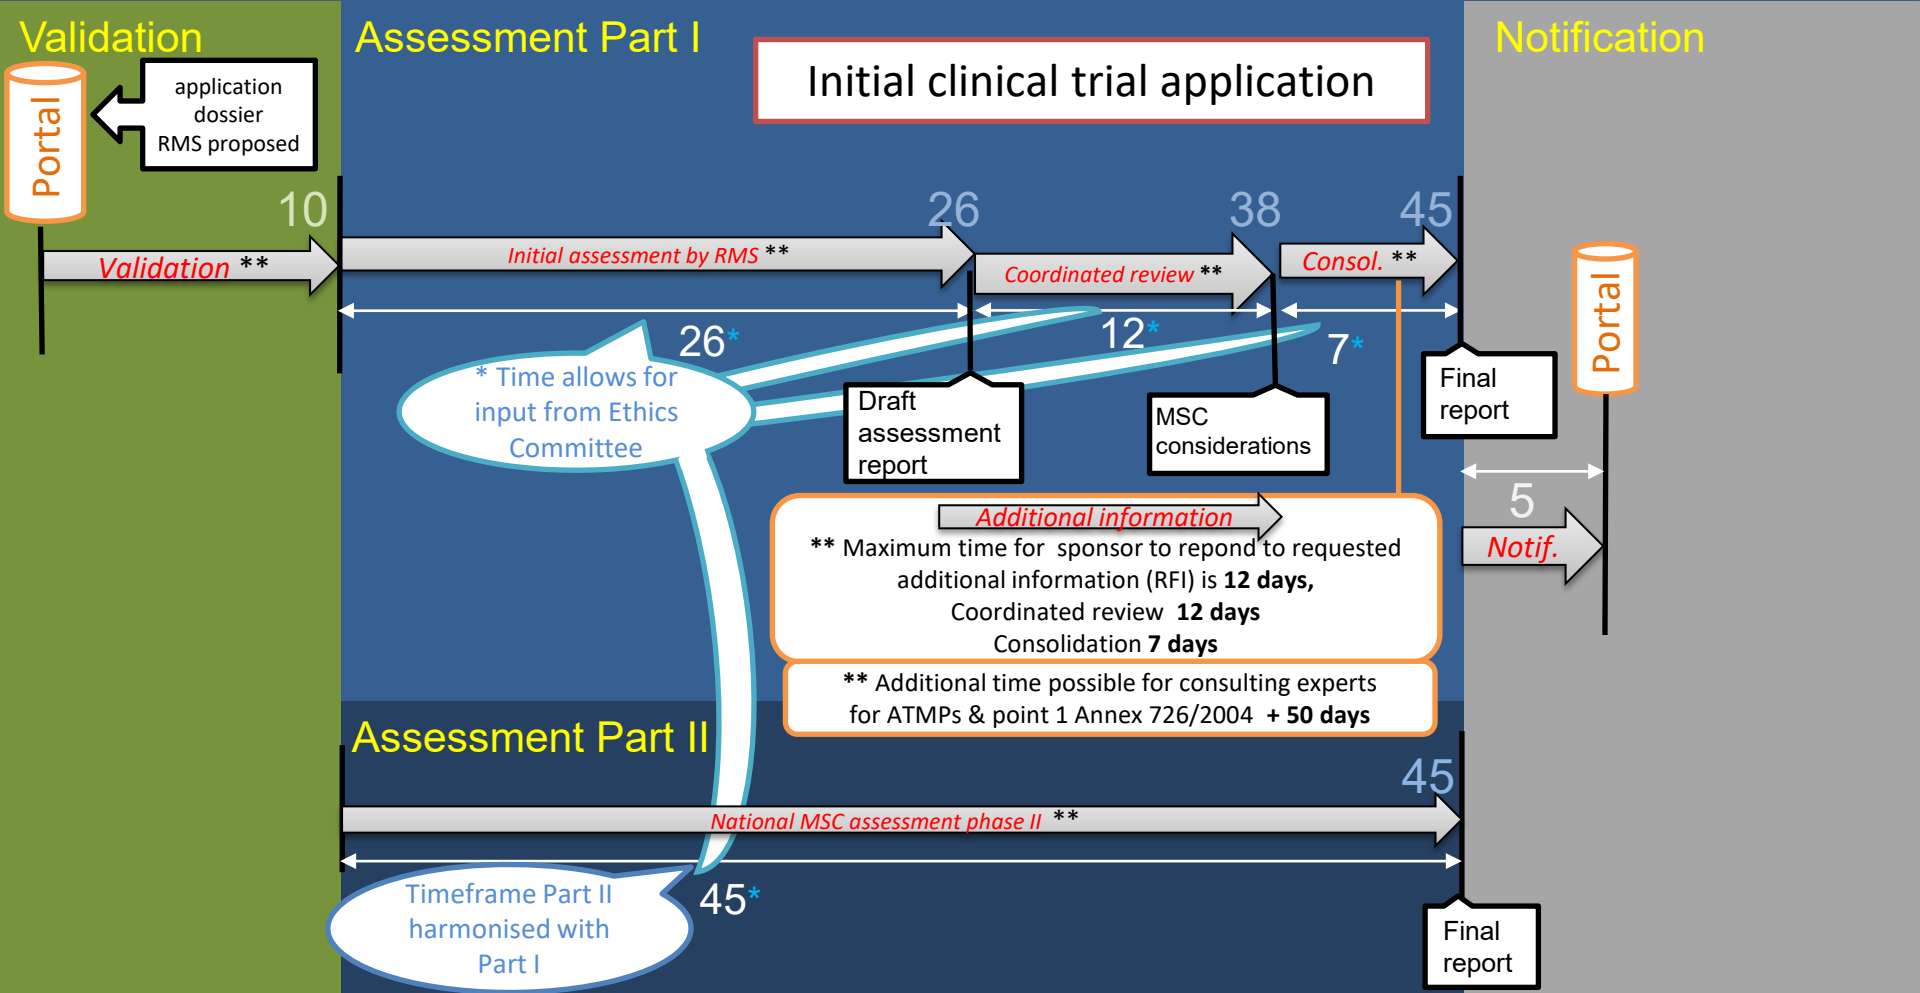 Validation
Assessment Part I
Notification
Initial clinical trial application
Portal
application
dossier
RMS proposed
10
26
38
45
Validation **
Initial assessment by RMS **
Coordinated review **
Consol. **
26*
12*
7*
Portal
* Time allows for
input from Ethics
Committee
Draft
assessment
report
MSC
considerations
Final
report
5
Notif.
Additional information
** Maximum time for sponsor to repond to requested
additional information (RFI) is 12 days,
Coordinated review 12 days
Consolidation 7 days
** Additional time possible for consulting experts
for ATMPs & point 1 Annex 726/2004 + 50 days
Assessment Part II
45
National MSC assessment phase II **
45*
Timeframe Part II
harmonised with
Part I
Final
report